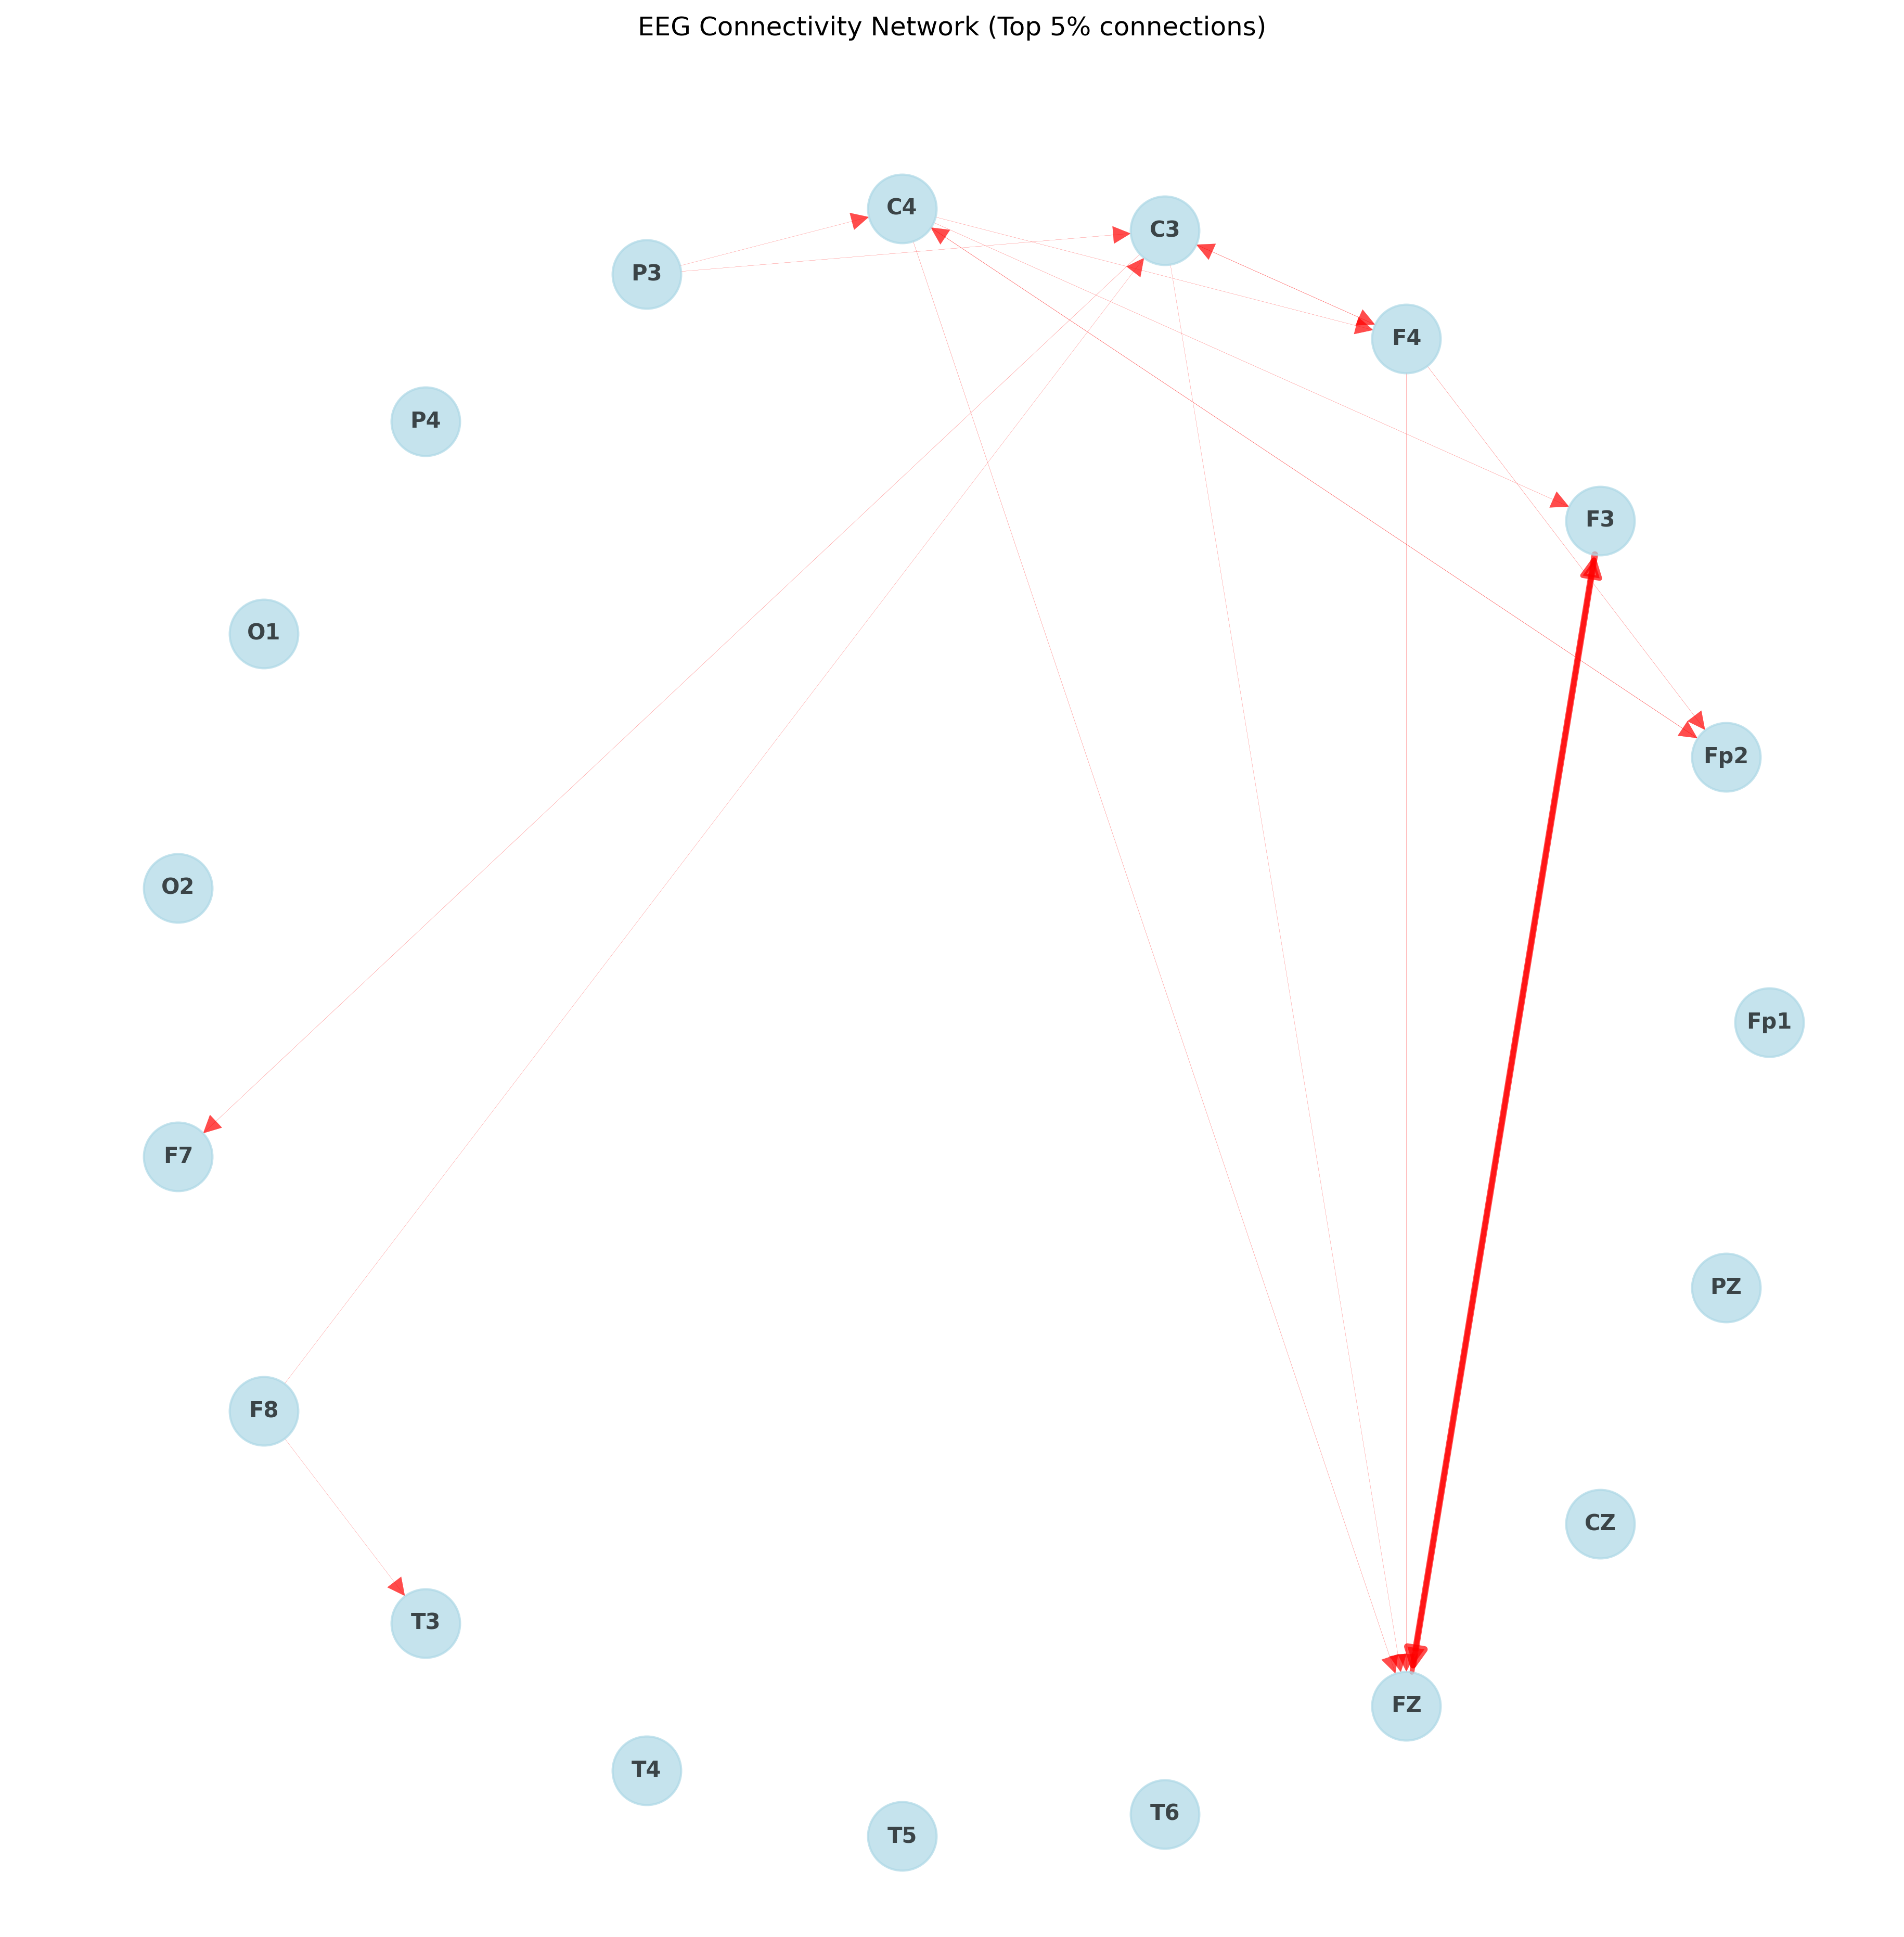 EEG Connectivity Network (Top 5% connections)
C4
C3
P3
F4
P4
F3
O1
Fp2
O2
Fp1
F7
PZ
F8
CZ
T3
FZ
T4
T6
T5